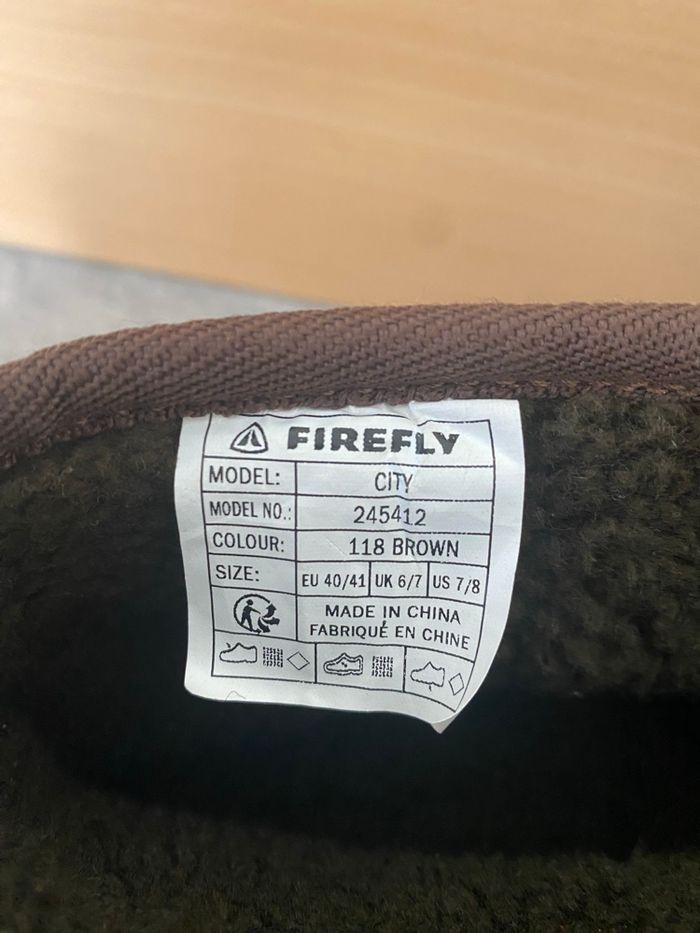 FIREFLY
MODEL: CITY
MODEL NO.: 245412
COLOUR: 118 BROWN
SIZE: EU 40/41 UK 6/7 US 7/8
MADE IN CHINA
FABRIQUÉ EN CHINE